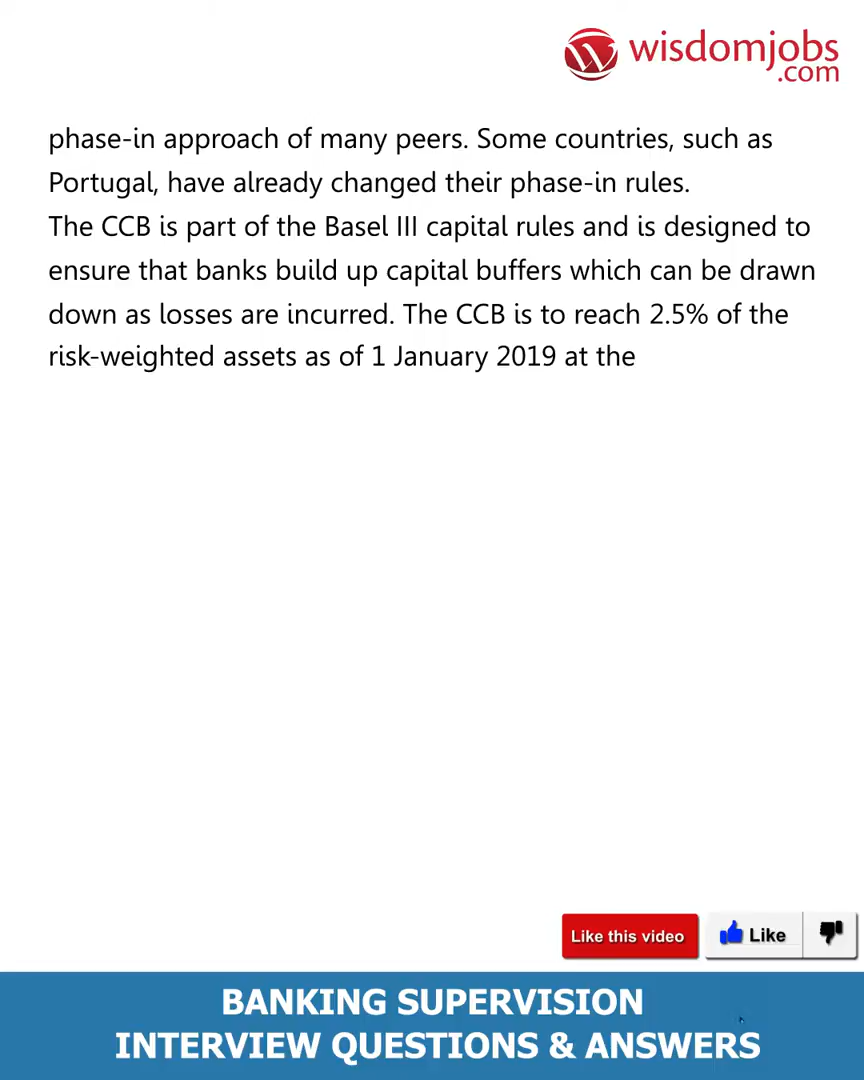 wisdomjobs
.com
phase-in approach of many peers. Some countries, such as
Portugal, have already changed their phase-in rules.
The CCB is part of the Basel III capital rules and is designed to
ensure that banks build up capital buffers which can be drawn
down as losses are incurred. The CCB is to reach 2.5% of the
risk-weighted assets as of 1 January 2019 at the
Like this video
Like
BANKING SUPERVISION
INTERVIEW QUESTIONS & ANSWERS